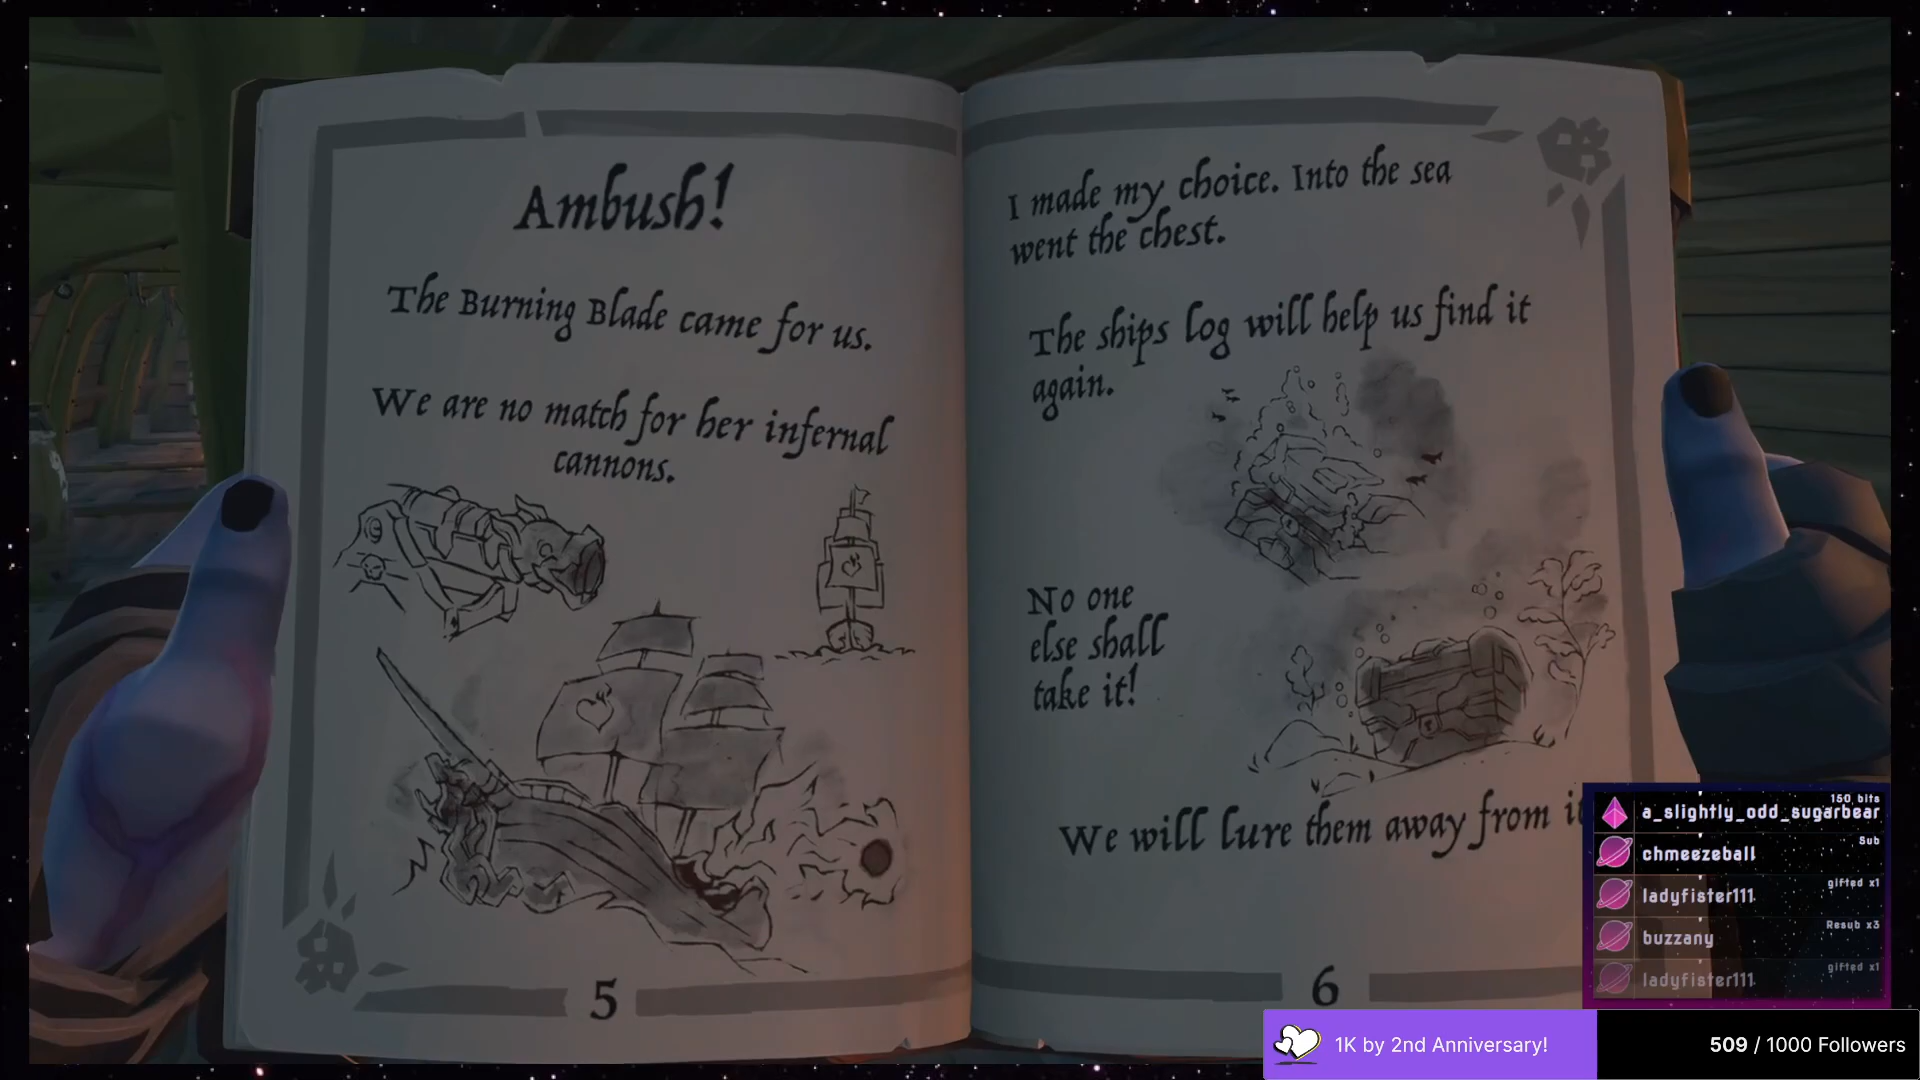 Ambush!
The Burning Blade came for us.
We are no match for her infernal
cannons.
5
I made my choice. Into the sea
went the chest.
The ships log will help us find it
again.
No one
else shall
take it!
We will lure them away from it
6
150 bits
a_slightly_odd_sugarbear
Sub
chmeezeball
gifted x1
ladyfister111
Resub x3
buzzany
gifted x1
ladyfister111
1K by 2nd Anniversary!
509 / 1000 Followers